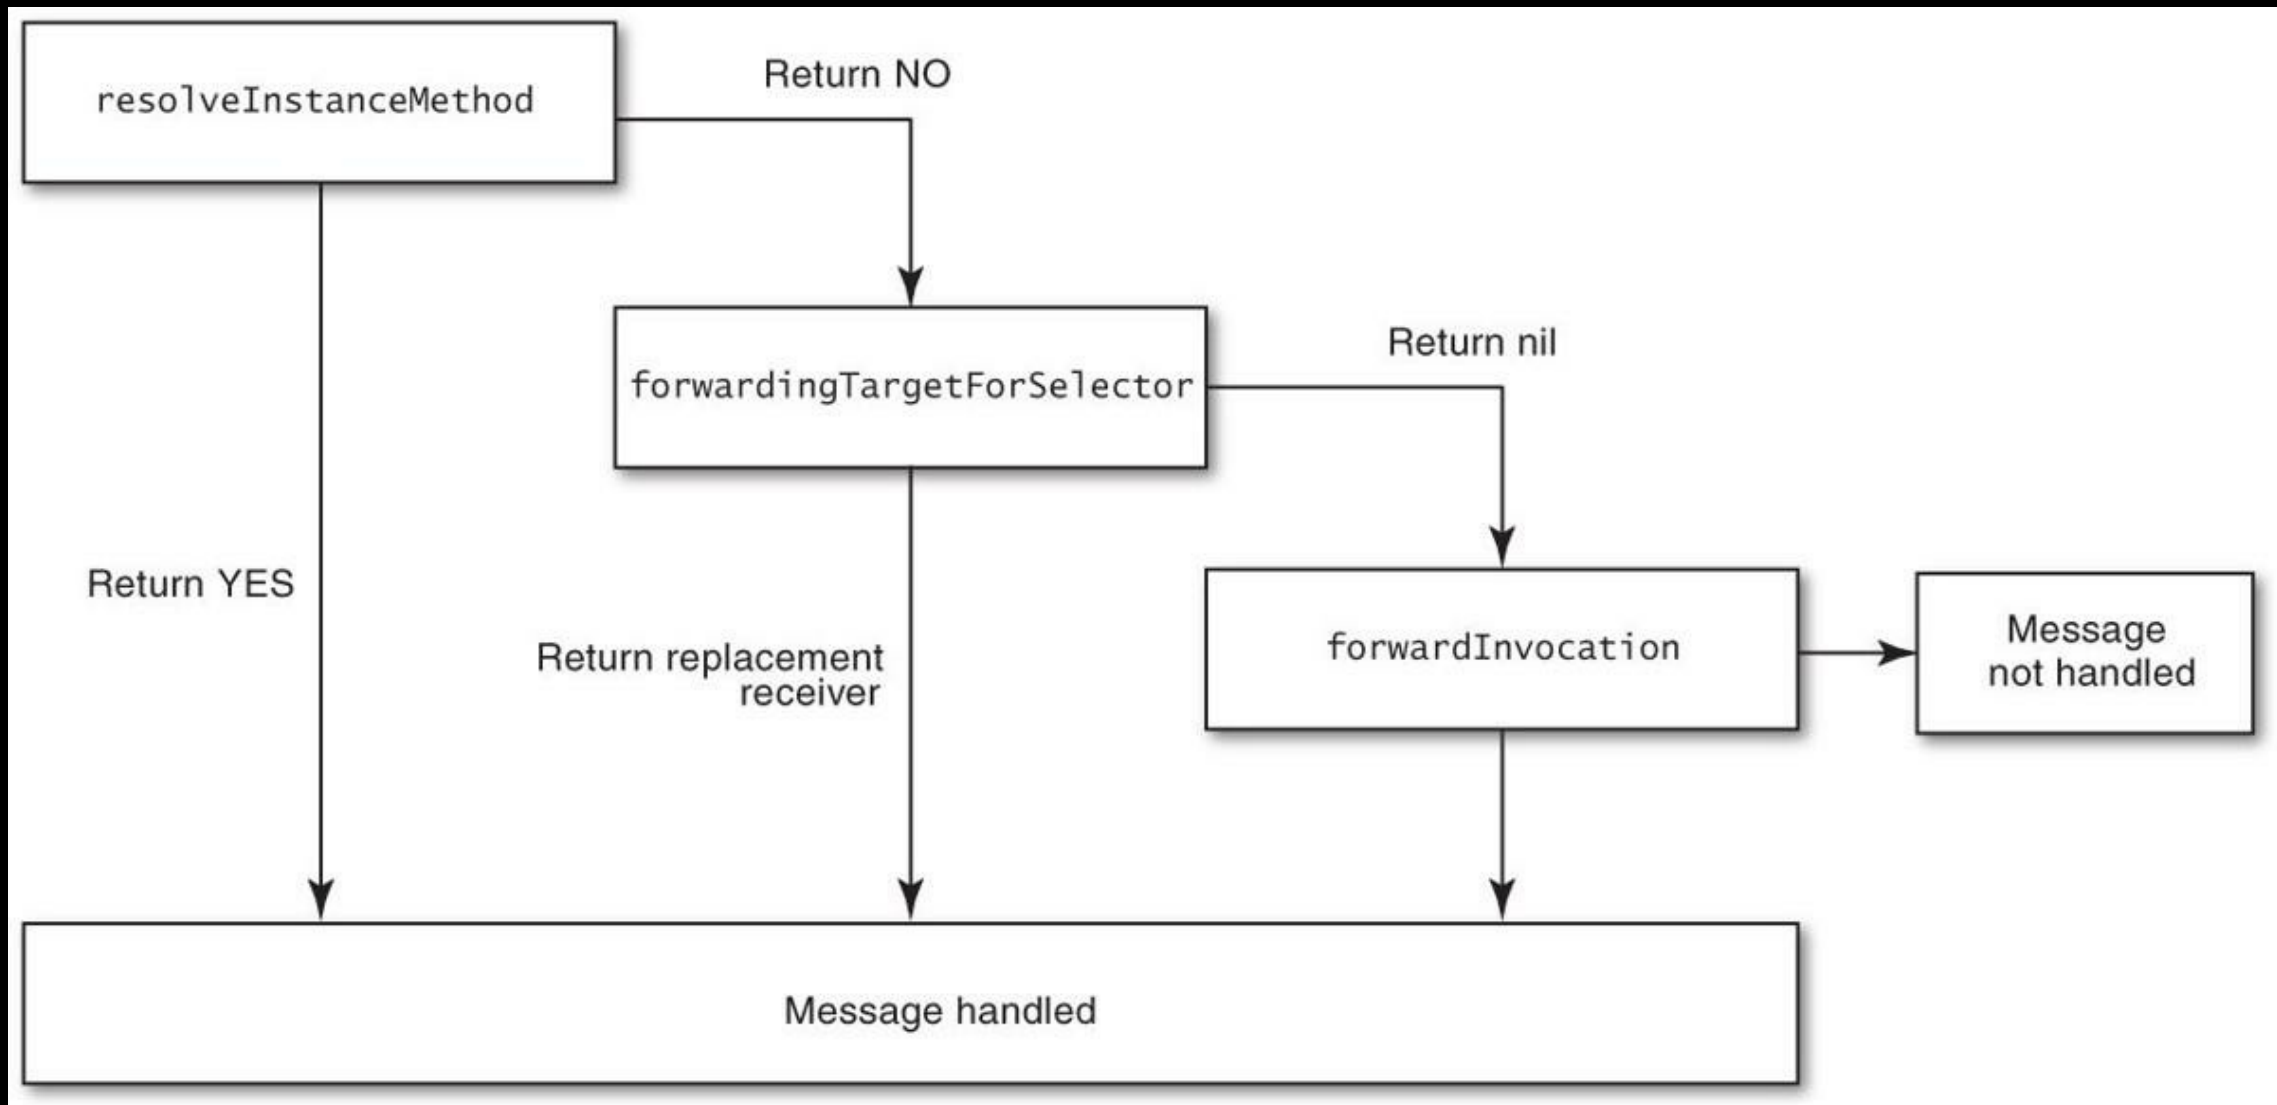 resolveInstanceMethod
Return NO
forwardingTargetForSelector
Return nil
Return YES
Return replacement
receiver
forwardInvocation
Message
not handled
Message handled